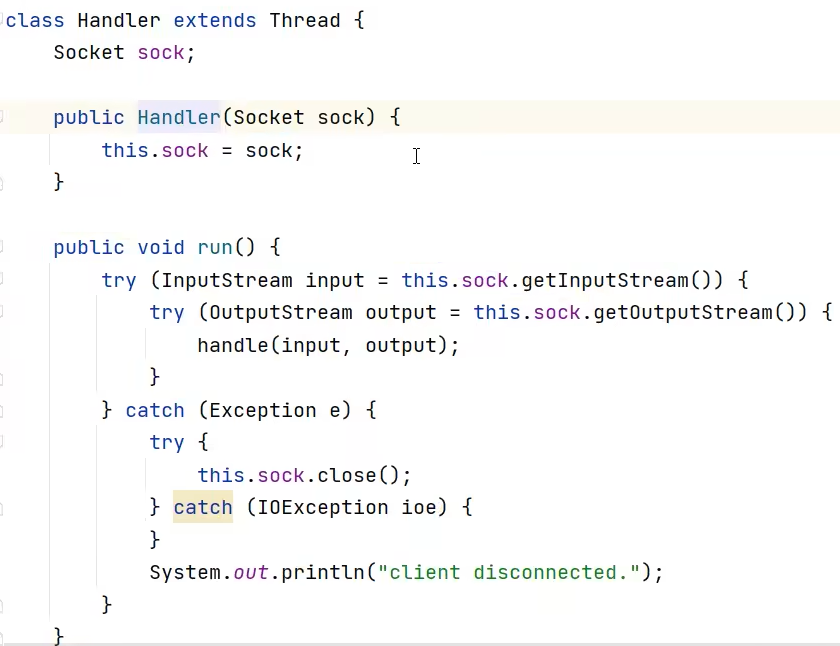 class Handler extends Thread {
    Socket sock;

    public Handler(Socket sock) {
        this.sock = sock;
    }

    public void run() {
        try (InputStream input = this.sock.getInputStream()) {
            try (OutputStream output = this.sock.getOutputStream()) {
                handle(input, output);
            }
        } catch (Exception e) {
            try {
                this.sock.close();
            } catch (IOException ioe) {
            }
            System.out.println("client disconnected.");
        }
    }